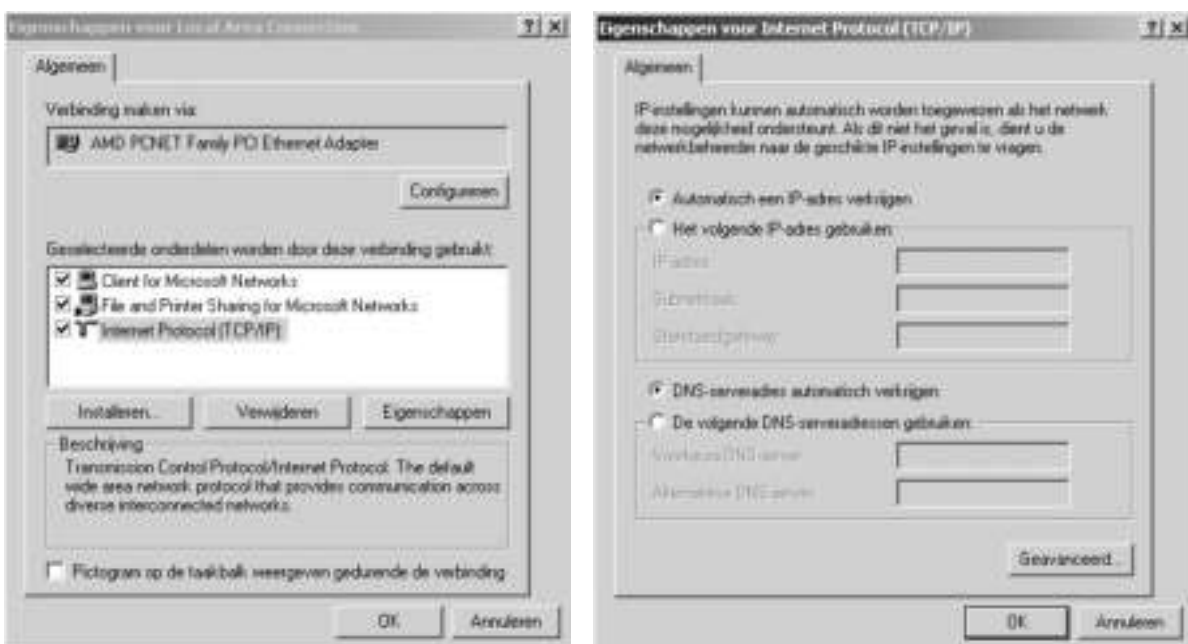 Eigenschappen voor Local Area Connection
Algemeen
Verbinding maken via:
AMD PCNET Family PCI Ethernet Adapter
Configureren
Geselecteerde onderdelen worden door deze verbinding gebruikt:
Client for Microsoft Networks
File and Printer Sharing for Microsoft Networks
Internet Protocol (TCP/IP)
Installeren...
Verwijderen
Eigenschappen
Beschrijving
Transmission Control Protocol/Internet Protocol. The default
wide area network protocol that provides communication across
diverse interconnected networks.
Pictogram op de taakbalk weergeven gedurende de verbinding
OK
Annuleren
Eigenschappen voor Internet Protocol (TCP/IP)
Algemeen
IP-instellingen kunnen automatisch worden toegewezen als het netwerk
deze mogelijkheid ondersteunt. Als dit niet het geval is, dient u de
netwerkbeheerder naar de geschikte IP-instellingen te vragen.
Automatisch een IP-adres verkrijgen
Het volgende IP-adres gebruiken:
IP-adres:
Subnetmask:
Standaardgateway:
DNS-serveradres automatisch verkrijgen
De volgende DNS-serveradressen gebruiken:
Voorkeurs-DNS-server:
Alternatieve DNS-server:
Geavanceerd...
OK
Annuleren